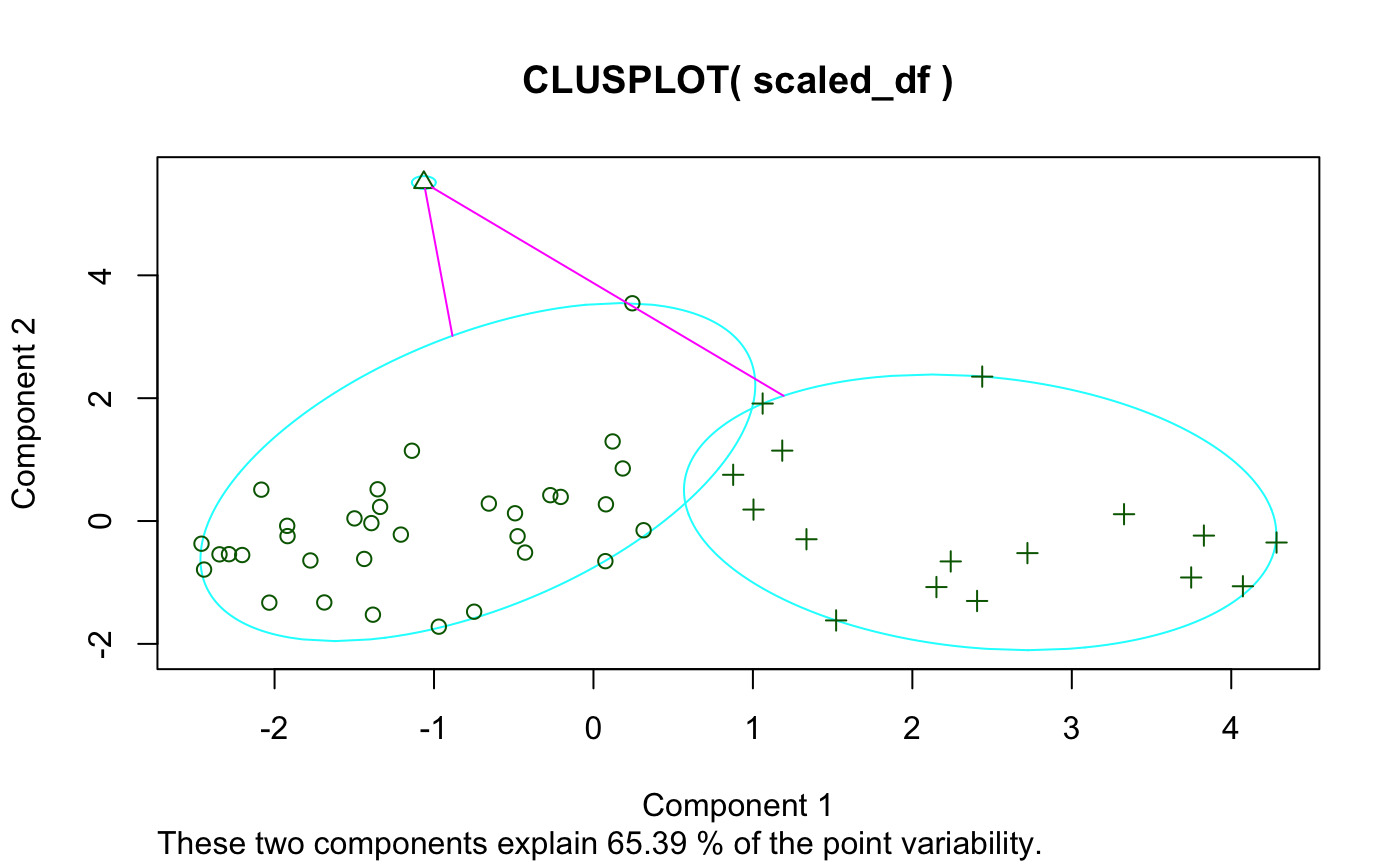 CLUSPLOT( scaled_df )
Component 2
4
2
0
-2
-2 -1 0 1 2 3 4
Component 1
These two components explain 65.39 % of the point variability.